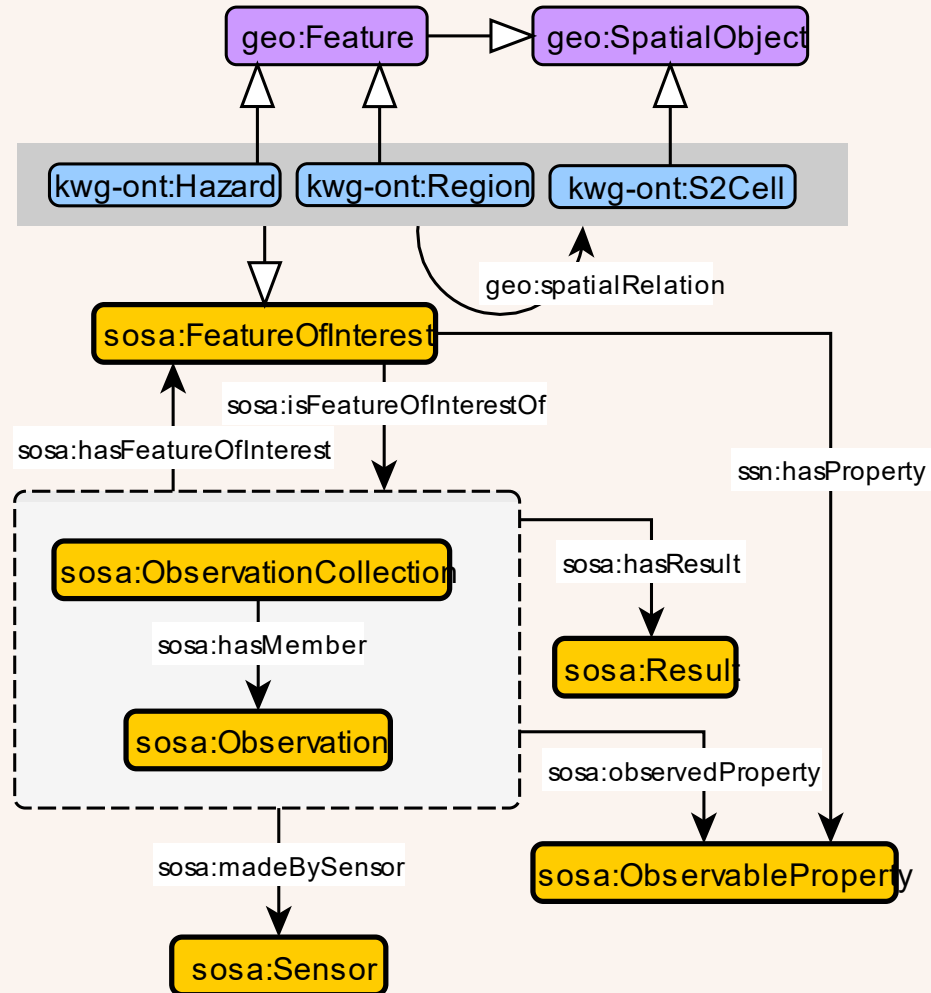 geo:Feature
geo:SpatialObject
kwg-ont:Hazard
kwg-ont:Region
kwg-ont:S2Cell
geo:spatialRelation
sosa:FeatureOfInterest
sosa:isFeatureOfInterestOf
sosa:hasFeatureOfInterest
ssn:hasProperty
sosa:ObservationCollection
sosa:hasResult
sosa:hasMember
sosa:Result
sosa:Observation
sosa:observedProperty
sosa:madeBySensor
sosa:ObservableProperty
sosa:Sensor